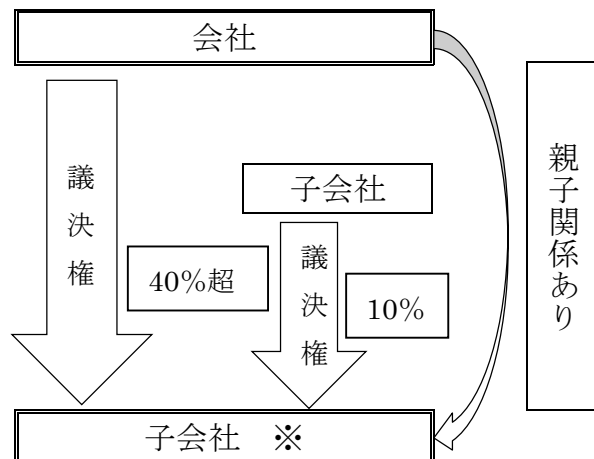 会社
議決権
40%超
子会社
議決権
10%
親子関係あり
子会社 ※